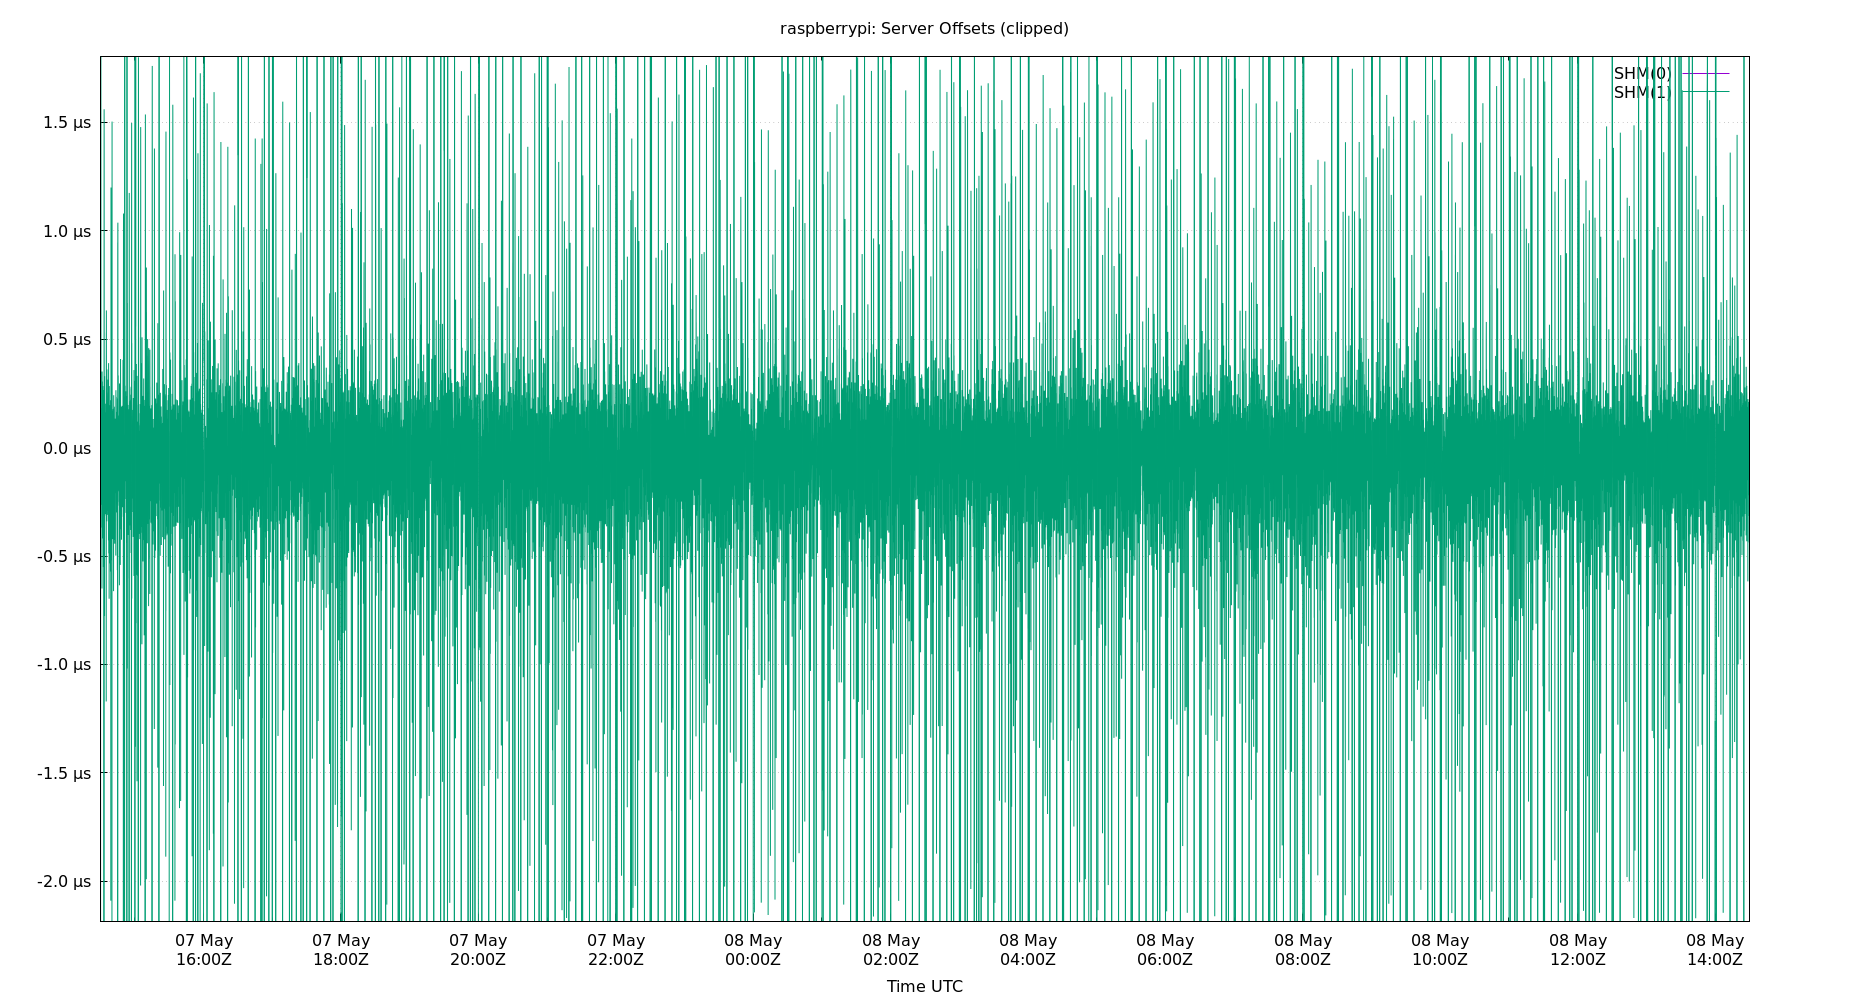 raspberrypi: Server Offsets (clipped)
SHM(0)
SHM(1)
1.5 µs
1.0 µs
0.5 µs
0.0 µs
-0.5 µs
-1.0 µs
-1.5 µs
-2.0 µs
07 May 07 May 07 May 07 May 08 May 08 May 08 May 08 May 08 May 08 May 08 May 08 May
16:00Z 18:00Z 20:00Z 22:00Z 00:00Z 02:00Z 04:00Z 06:00Z 08:00Z 10:00Z 12:00Z 14:00Z
Time UTC